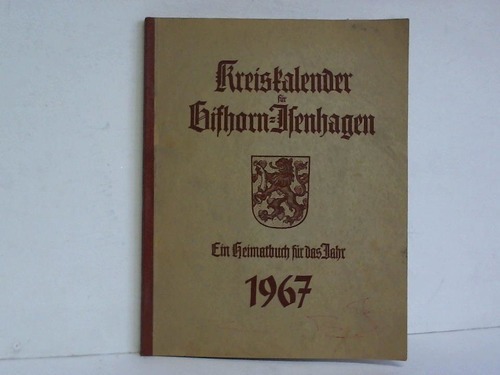 Kreiskalender
für
Gifhorn=Isenhagen
Ein Heimatbuch für das Jahr
1967